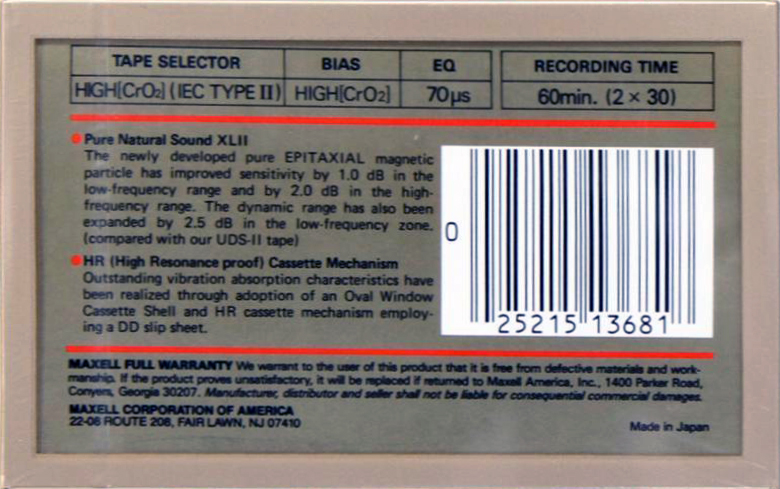 TAPE SELECTOR BIAS EQ RECORDING TIME
HIGH[CrO₂] (IEC TYPE II) HIGH[CrO₂] 70µs 60min. (2 × 30)
Pure Natural Sound XLII
The newly developed pure EPITAXIAL magnetic
particle has improved sensitivity by 1.0 dB in the
low-frequency range and by 2.0 dB in the high-
frequency range. The dynamic range has also been
expanded by 2.5 dB in the low-frequency zone.
(compared with our UDS-II tape)
HR (High Resonance proof) Cassette Mechanism
Outstanding vibration absorption characteristics have
been realized through adoption of an Oval Window
Cassette Shell and HR cassette mechanism employ-
ing a DD slip sheet.
0
25215 13681
MAXELL FULL WARRANTY We warrant to the user of this product that it is free from defective materials and work-
manship. If the product proves unsatisfactory, it will be replaced if returned to Maxell America, Inc., 1400 Parker Road,
Conyers, Georgia 30207. Manufacturer, distributor and seller shall not be liable for consequential commercial damages.
MAXELL CORPORATION OF AMERICA
22-08 ROUTE 208, FAIR LAWN, NJ 07410
Made in Japan